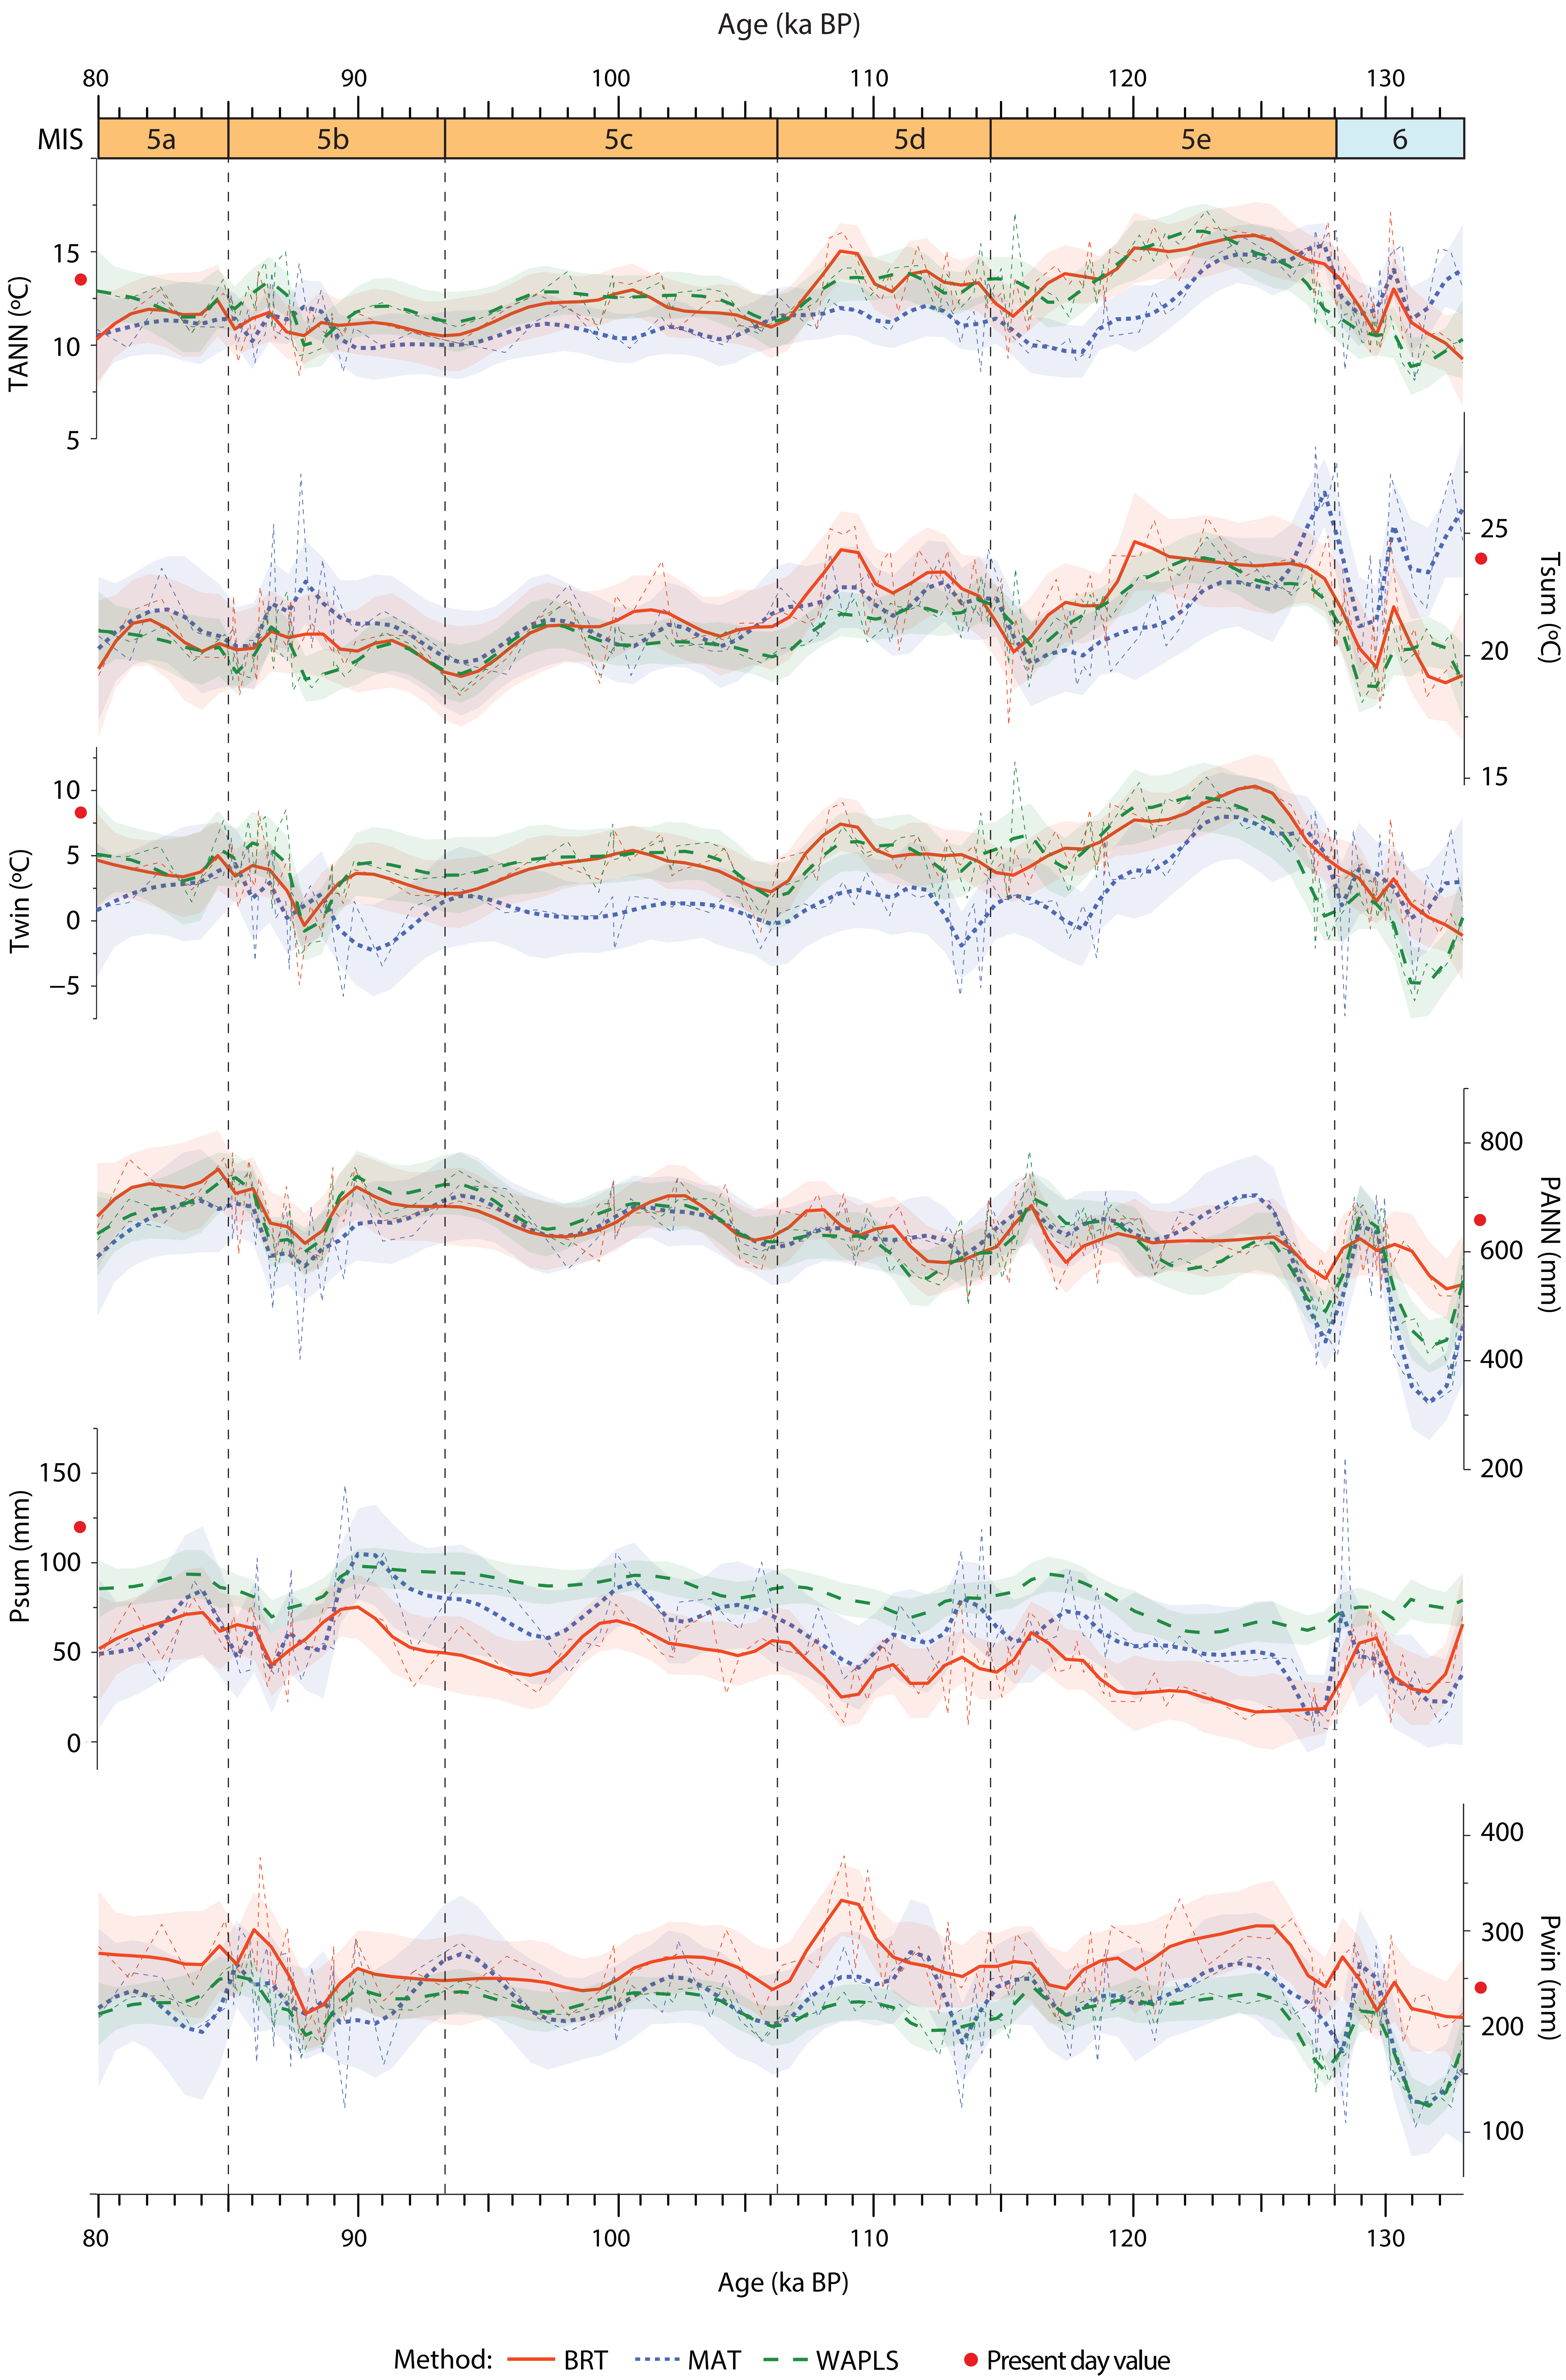 Age (ka BP)
80 90 100 110 120 130
MIS 5a 5b 5c 5d 5e 6
TANN (ºC)
15
10
5
Tsum (ºC)
25
20
15
Twin (ºC)
10
5
0
−5
PANN (mm)
800
600
400
200
Psum (mm)
150
100
50
0
Pwin (mm)
400
300
200
100
80 90 100 110 120 130
Age (ka BP)
Method: BRT MAT WAPLS Present day value